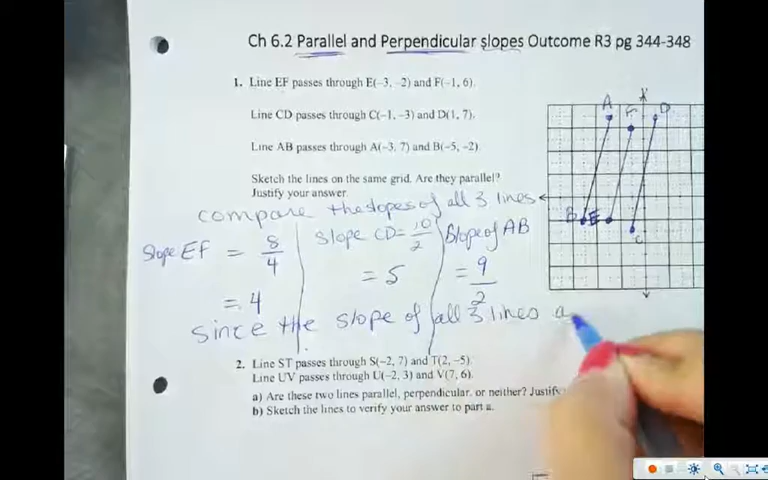 Ch 6.2 Parallel and Perpendicular slopes Outcome R3 pg 344-348
1. Line EF passes through E(−3, −2) and F(−1, 6).
Line CD passes through C(−1, −3) and D(1, 7).
Line AB passes through A(−3, 7) and B(−5, −2).
Sketch the lines on the same grid. Are they parallel?
Justify your answer.
compare the slopes of all 3 lines
Slope EF = 8/4
= 4
Slope CD = 10/2
= 5
Slope of AB
= 9/2
since the slope of all 3 lines a
2. Line ST passes through S(−2, 7) and T(2, −5).
Line UV passes through U(−2, 3) and V(7, 6).
a) Are these two lines parallel, perpendicular, or neither? Justify
b) Sketch the lines to verify your answer to part a.
A
F
D
B
E
C